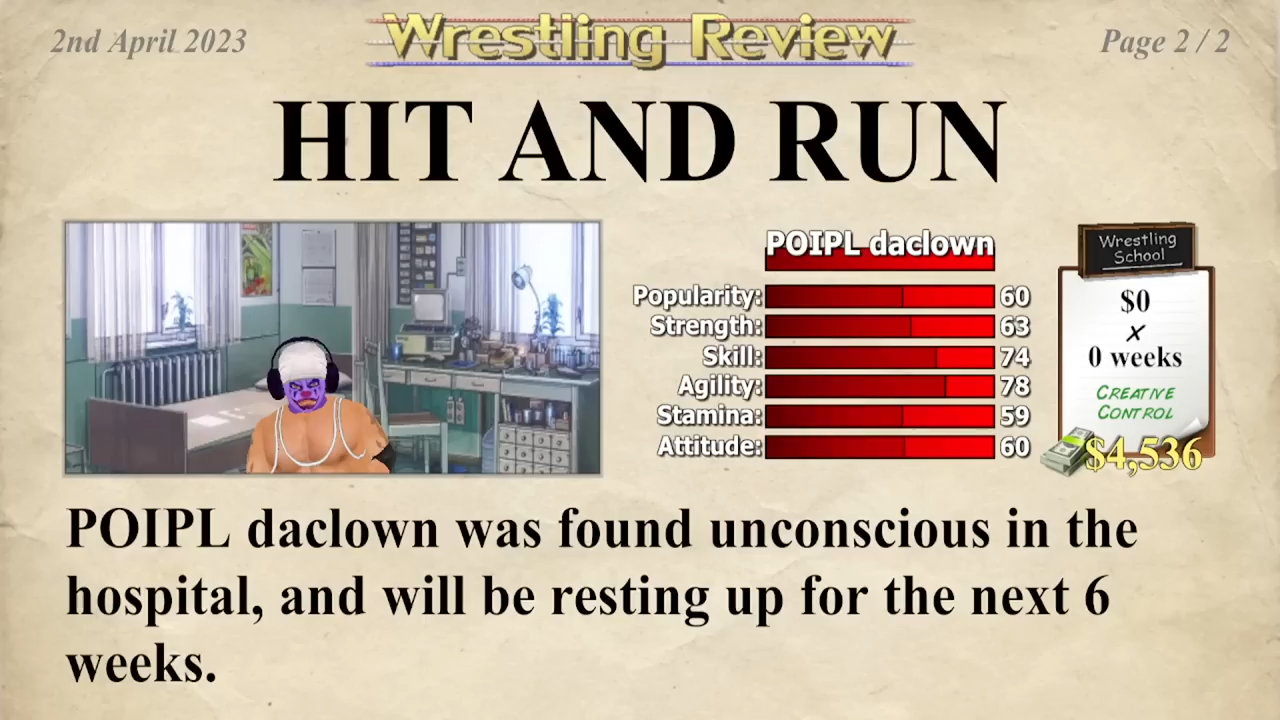 2nd April 2023
Wrestling Review
Page 2 / 2
HIT AND RUN
POIPL daclown
Popularity: 60
Strength: 63
Skill: 74
Agility: 78
Stamina: 59
Attitude: 60
Wrestling
School
$0
x
0 weeks
CREATIVE
CONTROL
$4,536
POIPL daclown was found unconscious in the
hospital, and will be resting up for the next 6
weeks.